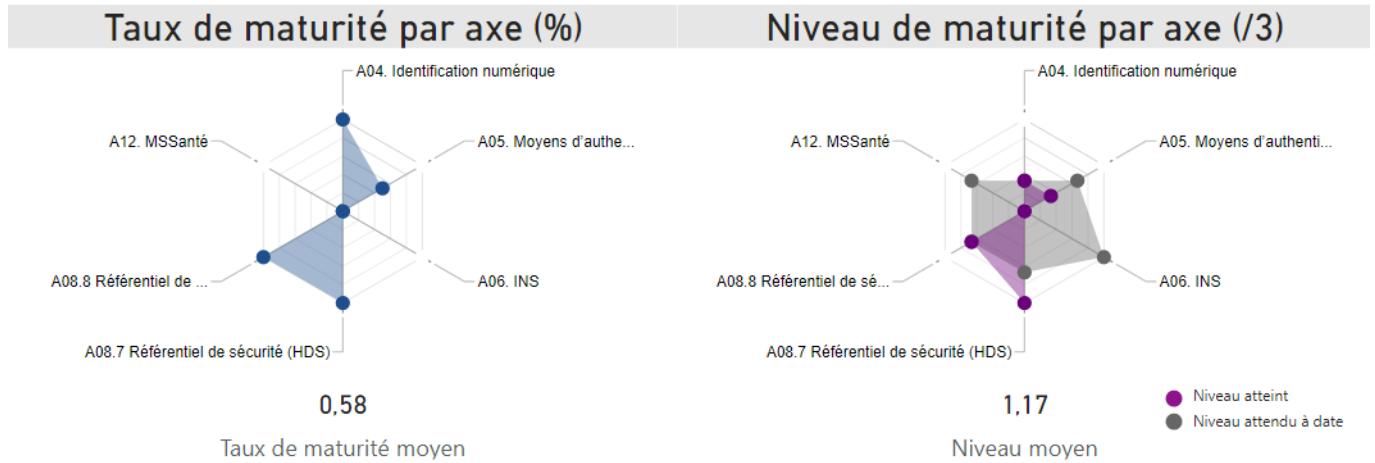 Taux de maturité par axe (%)
Niveau de maturité par axe (/3)
A04. Identification numérique
A12. MSSanté
A05. Moyens d'authe...
A08.8 Référentiel de ...
A06. INS
A08.7 Référentiel de sécurité (HDS)
0,58
Taux de maturité moyen
A04. Identification numérique
A12. MSSanté
A05. Moyens d'authenti...
A08.8 Référentiel de sé...
A06. INS
A08.7 Référentiel de sécurité (HDS)
1,17
Niveau moyen
Niveau atteint
Niveau attendu à date